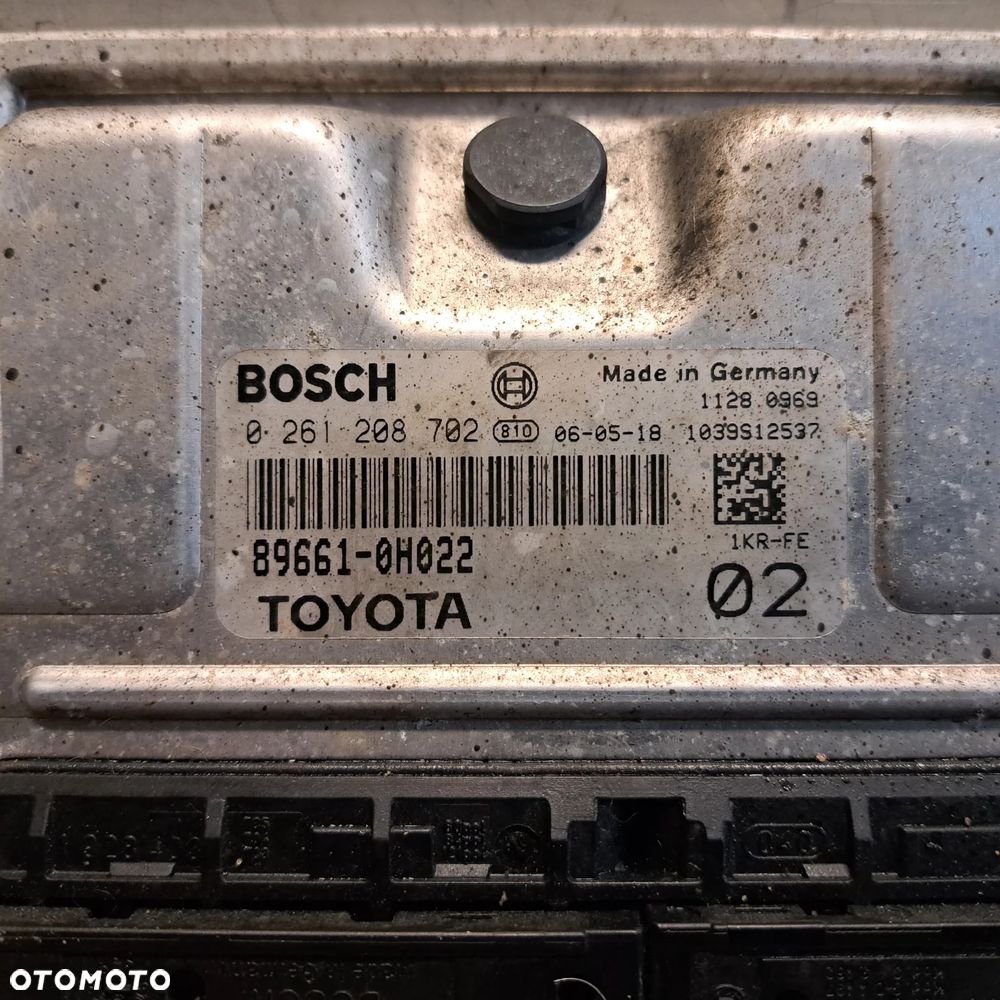 BOSCH
Made in Germany
1128 0969
0 261 208 702 810 06-05-18 1039S12537
89661-0H022
1KR-FE
TOYOTA
02
OTOMOTO